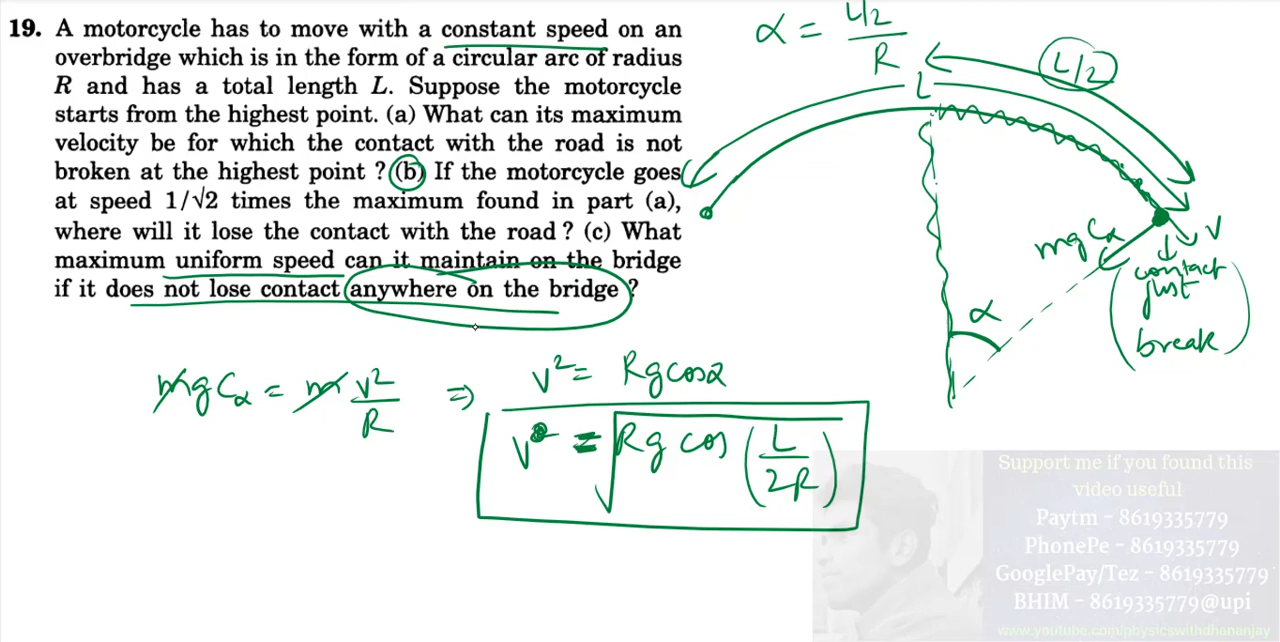 19. A motorcycle has to move with a constant speed on an
overbridge which is in the form of a circular arc of radius
R and has a total length L. Suppose the motorcycle
starts from the highest point. (a) What can its maximum
velocity be for which the contact with the road is not
broken at the highest point ? (b) If the motorcycle goes
at speed 1/√2 times the maximum found in part (a),
where will it lose the contact with the road ? (c) What
maximum uniform speed can it maintain on the bridge
if it does not lose contact anywhere on the bridge ?
α = L/2 / R
L/2
L
mgCα
V
(contact
just
break)
α
mgCα = m V²/R ⇒ V² = Rg cosα
V = √(Rg cos(L/2R))
Support me if you found this
video useful
Paytm - 8619335779
PhonePe - 8619335779
GooglePay/Tez - 8619335779
BHIM - 8619335779@upi
www.youtube.com/physicswithdhananjay